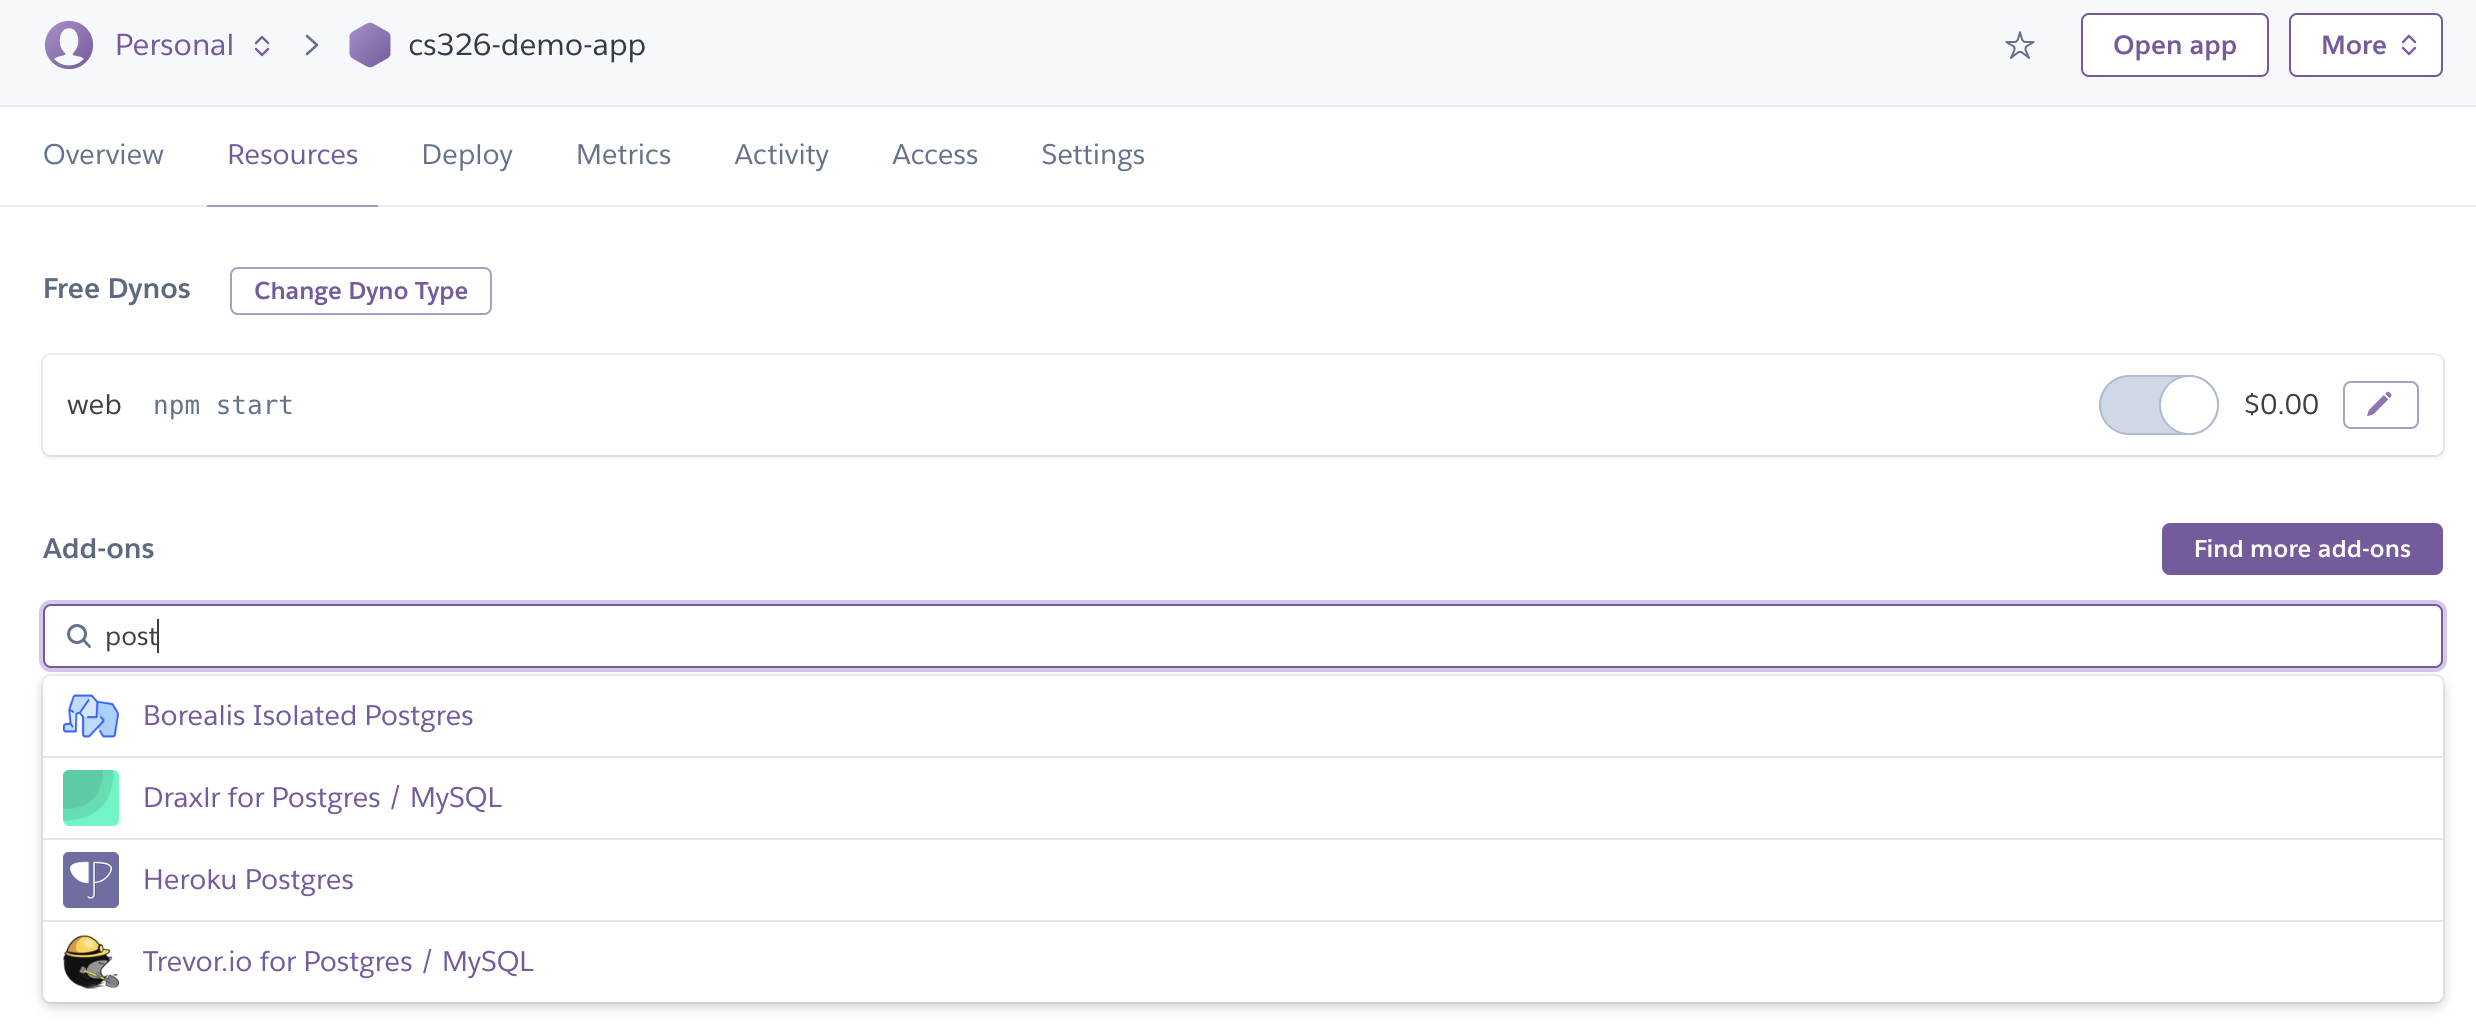 Personal cs326-demo-app Open app More
Overview Resources Deploy Metrics Activity Access Settings
Free Dynos Change Dyno Type
web npm start $0.00
Add-ons Find more add-ons
post
Borealis Isolated Postgres
Draxlr for Postgres / MySQL
Heroku Postgres
Trevor.io for Postgres / MySQL